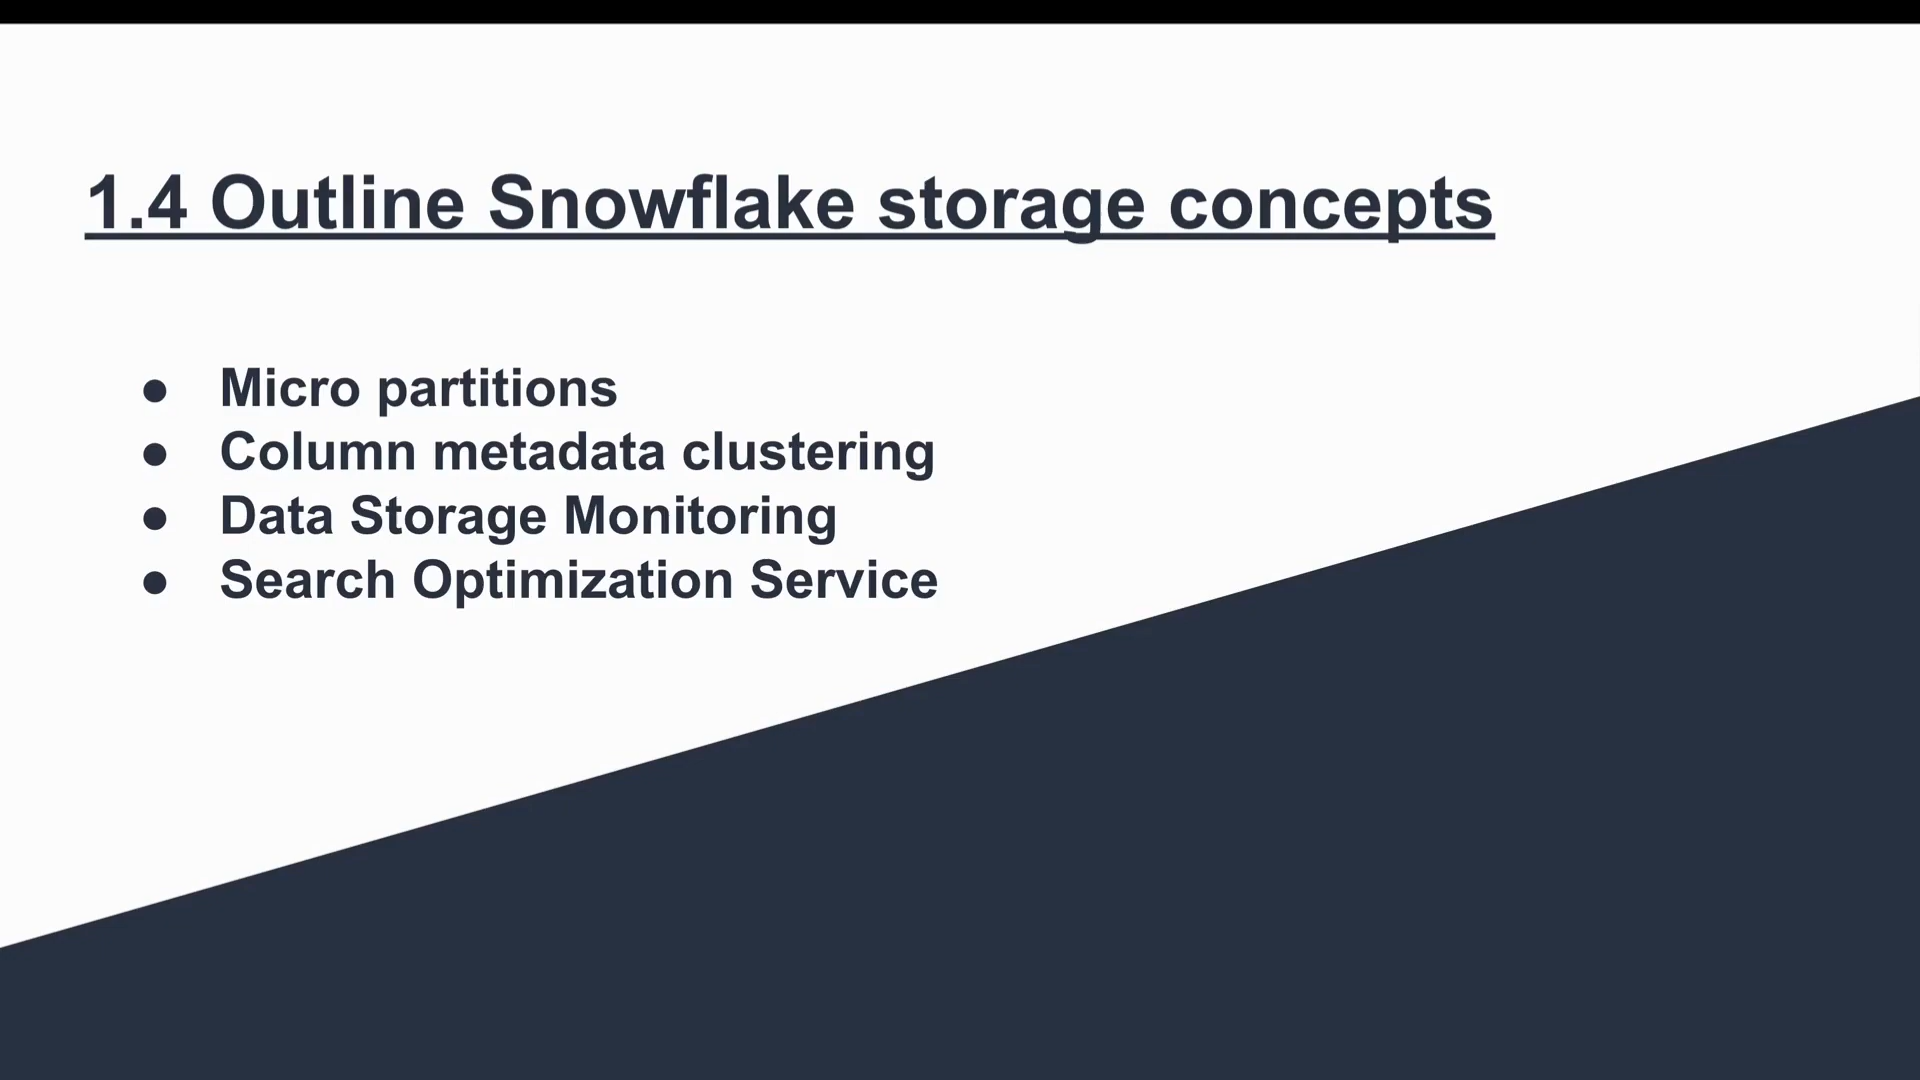 1.4 Outline Snowflake storage concepts
● Micro partitions
● Column metadata clustering
● Data Storage Monitoring
● Search Optimization Service